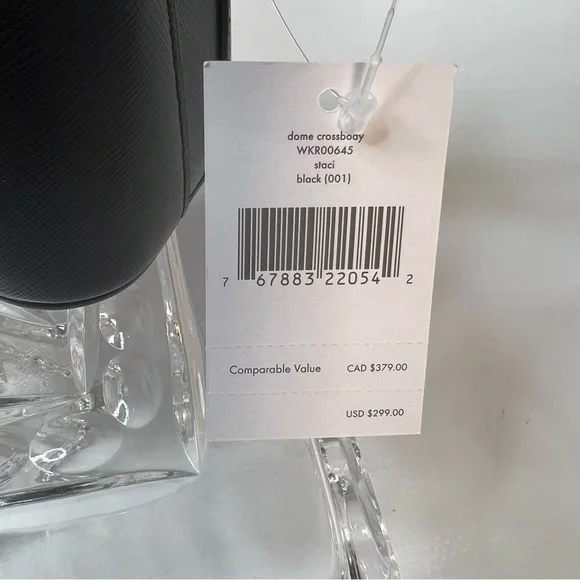 dome crossbody
WKR00645
staci
black (001)
7 67883 22054 2
Comparable Value CAD $379.00
USD $299.00